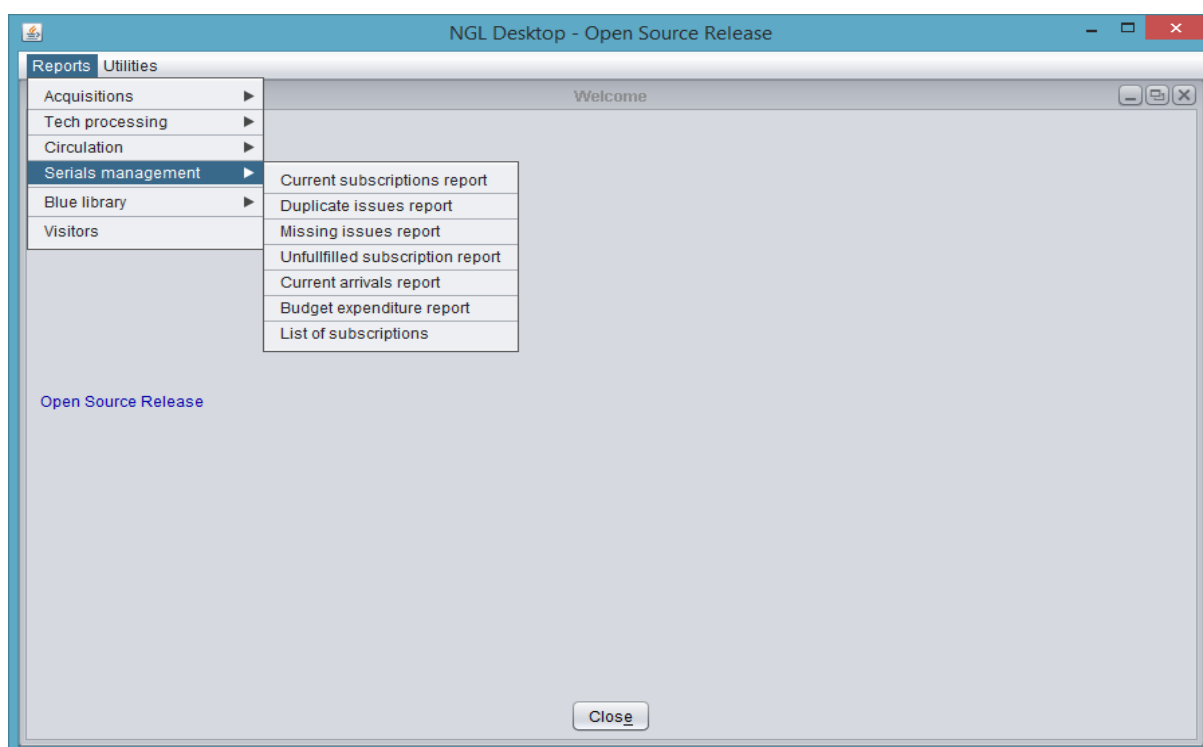 NGL Desktop - Open Source Release
Reports Utilities
Welcome
Acquisitions
Tech processing
Circulation
Serials management
Blue library
Visitors
Current subscriptions report
Duplicate issues report
Missing issues report
Unfullfilled subscription report
Current arrivals report
Budget expenditure report
List of subscriptions
Open Source Release
Close